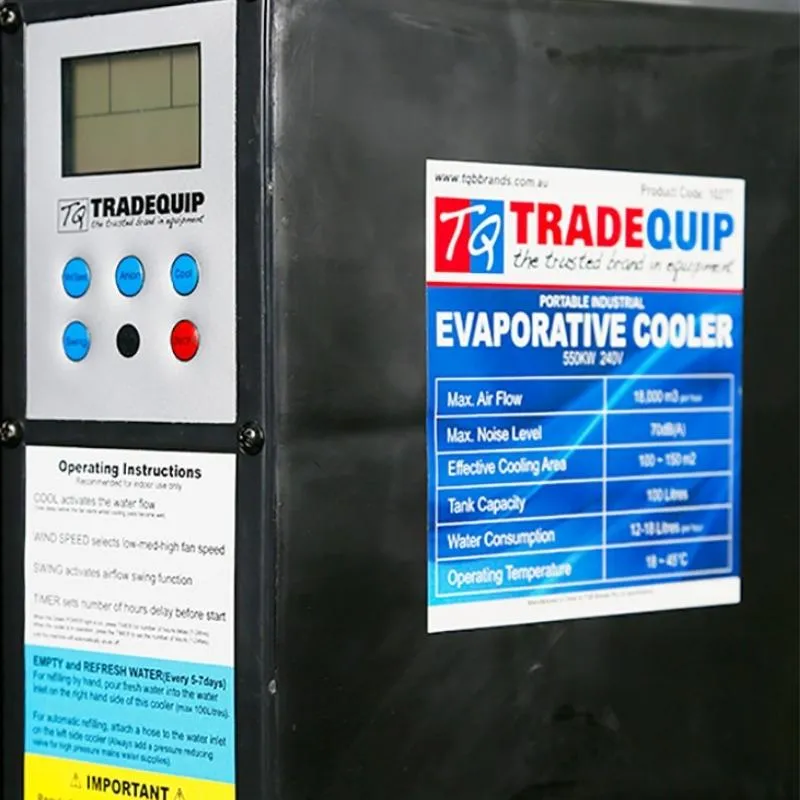 TQ TRADEQUIP
the trusted brand in equipment
Anion Cool
Swing
Operating Instructions
Recommended for indoor use only
COOL activates the water flow
WIND SPEED selects low-med-high fan speed
SWING activates airflow swing function
TIMER sets number of hours delay before start
EMPTY and REFRESH WATER(Every 5-7days)
For refilling by hand, pour fresh water into the water
inlet on the right hand side of this cooler (max 100Litres).
For automatic refilling, attach a hose to the water inlet
on the left side cooler (Always add a pressure reducing
valve for high pressure mains water supplies).
IMPORTANT
www.tqbbrands.com.au
Product Code:
TQ TRADEQUIP
the trusted brand in equipment
PORTABLE INDUSTRIAL
EVAPORATIVE COOLER
550KW 240V
Max. Air Flow 18,000 m3 per hour
Max. Noise Level 70dB(A)
Effective Cooling Area 100 - 150 m2
Tank Capacity 100 Litres
Water Consumption 12-18 Litres per hour
Operating Temperature 18 - 45°C